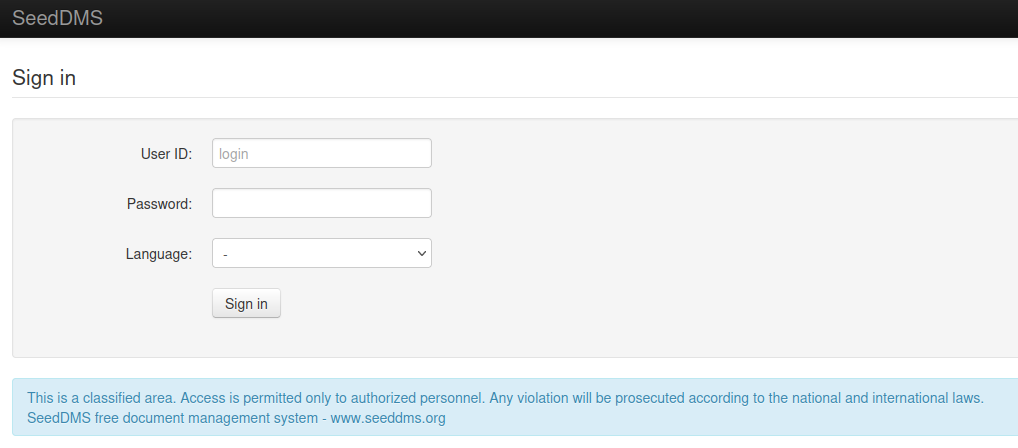 SeedDMS
Sign in
User ID: login
Password:
Language: -
Sign in
This is a classified area. Access is permitted only to authorized personnel. Any violation will be prosecuted according to the national and international laws.
SeedDMS free document management system - www.seeddms.org